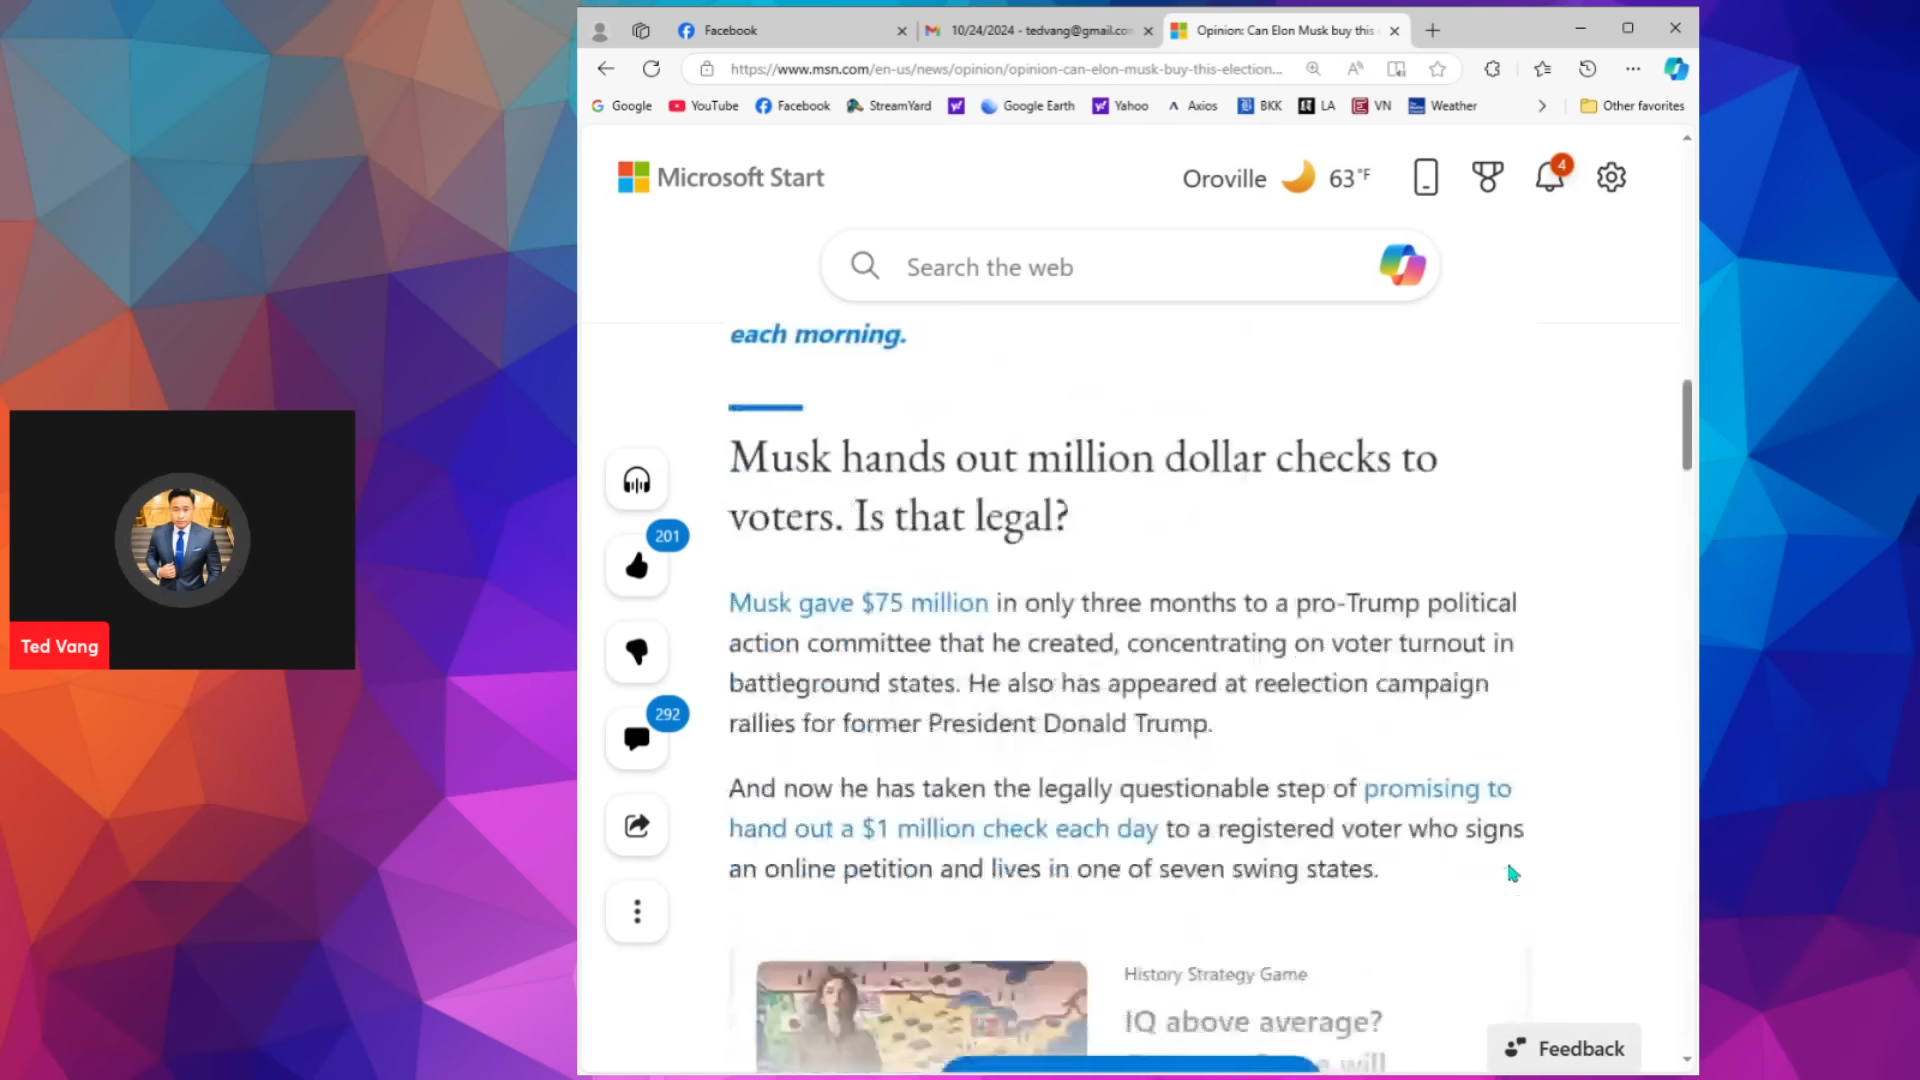 Facebook
10/24/2024 - tedvang@gmail.co
Opinion: Can Elon Musk buy this
https://www.msn.com/en-us/news/opinion/opinion-can-elon-musk-buy-this-election...
Google YouTube Facebook StreamYard Google Earth Yahoo Axios BKK LA VN Weather Other favorites
Microsoft Start
Oroville 63°F
4
Search the web
each morning.
Musk hands out million dollar checks to
voters. Is that legal?
201
Musk gave $75 million in only three months to a pro-Trump political
action committee that he created, concentrating on voter turnout in
battleground states. He also has appeared at reelection campaign
rallies for former President Donald Trump.
292
And now he has taken the legally questionable step of promising to
hand out a $1 million check each day to a registered voter who signs
an online petition and lives in one of seven swing states.
History Strategy Game
IQ above average?
will
Feedback
Ted Vang